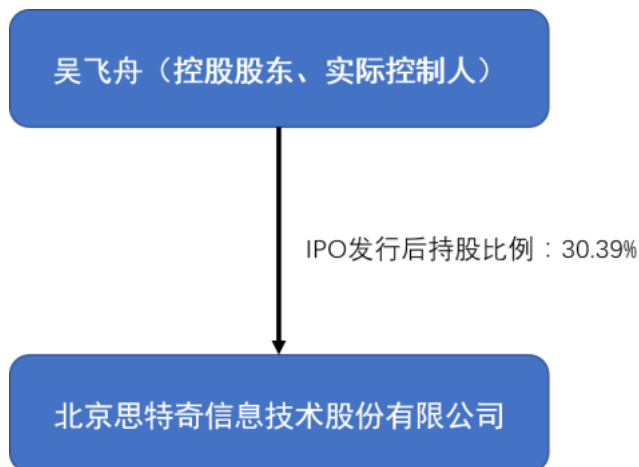 吴飞舟（控股股东、实际控制人）
IPO发行后持股比例：30.39%
北京思特奇信息技术股份有限公司